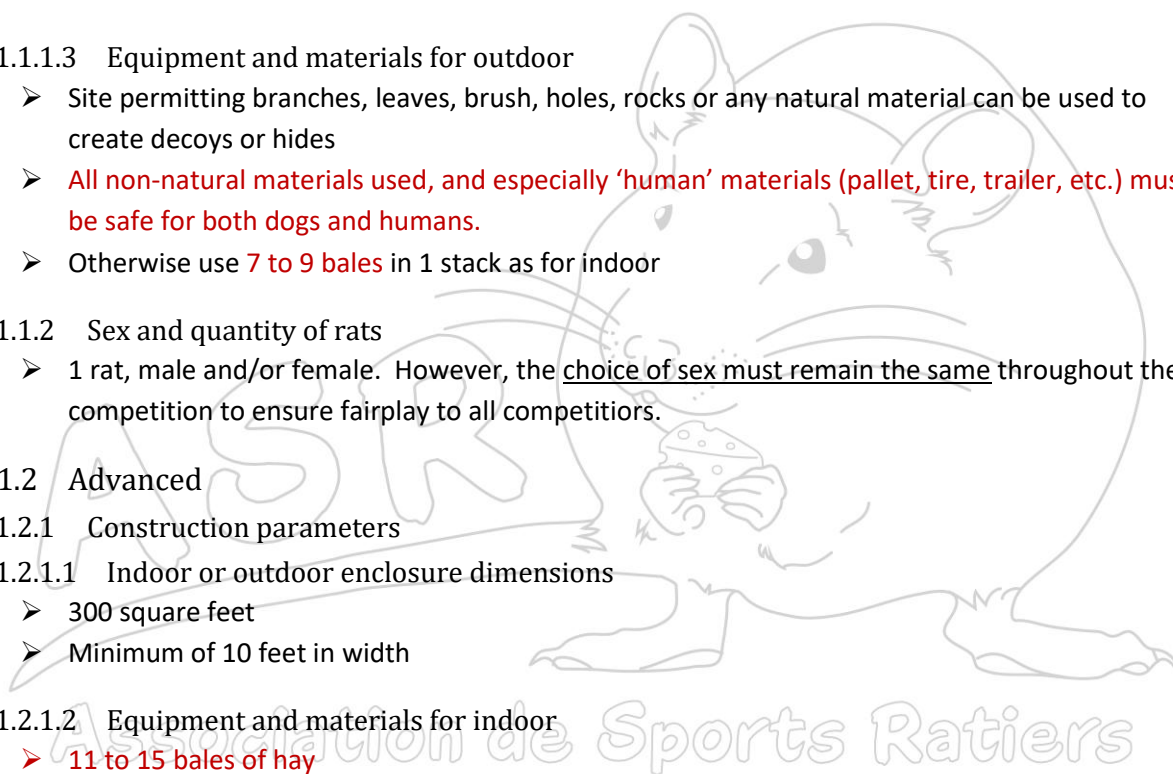 1.1.1.3 Equipment and materials for outdoor
➢ Site permitting branches, leaves, brush, holes, rocks or any natural material can be used to
create decoys or hides
➢ All non-natural materials used, and especially ‘human’ materials (pallet, tire, trailer, etc.) mus
be safe for both dogs and humans.
➢ Otherwise use 7 to 9 bales in 1 stack as for indoor
1.1.2 Sex and quantity of rats
➢ 1 rat, male and/or female. However, the choice of sex must remain the same throughout the
competition to ensure fairplay to all competitiors.
ASR
1.2 Advanced
1.2.1 Construction parameters
1.2.1.1 Indoor or outdoor enclosure dimensions
➢ 300 square feet
➢ Minimum of 10 feet in width
1.2.1.2 Equipment and materials for indoor
Association de Sports Ratiers
➢ 11 to 15 bales of hay